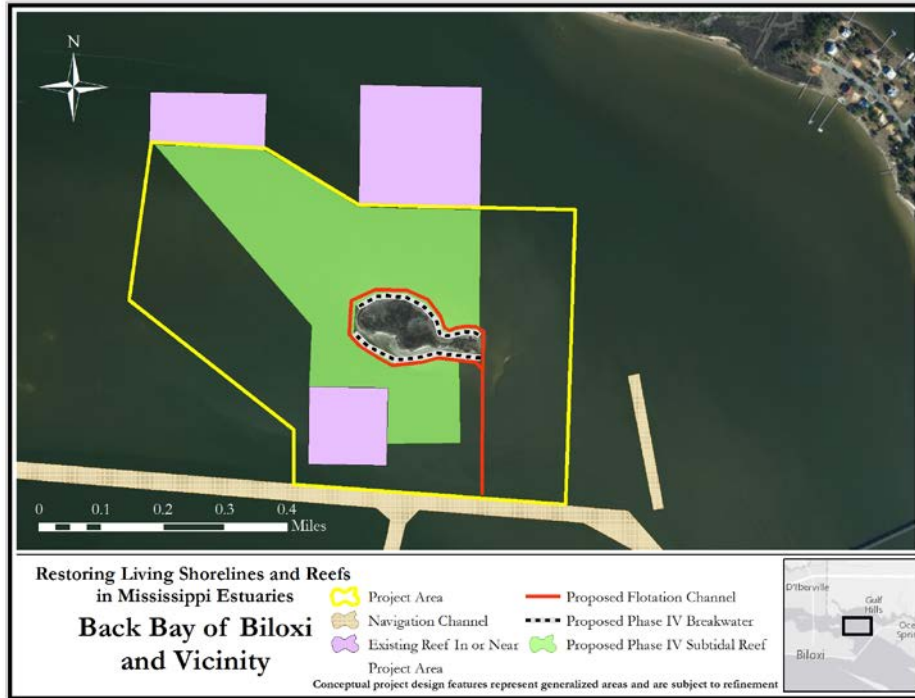 N
0 0.1 0.2 0.3 0.4
Miles
Restoring Living Shorelines and Reefs
in Mississippi Estuaries
Back Bay of Biloxi
and Vicinity
Project Area
Navigation Channel
Existing Reef In or Near
Project Area
Proposed Flotation Channel
Proposed Phase IV Breakwater
Proposed Phase IV Subtidal Reef
Conceptual project design features represent generalized areas and are subject to refinement
D'Iberville
Gulf
Hills
Oce
Sprin
Biloxi